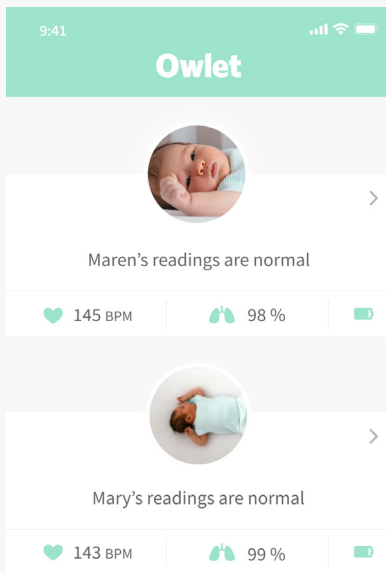 9:41
Owlet
Maren's readings are normal
145 BPM
98 %
Mary's readings are normal
143 BPM
99 %